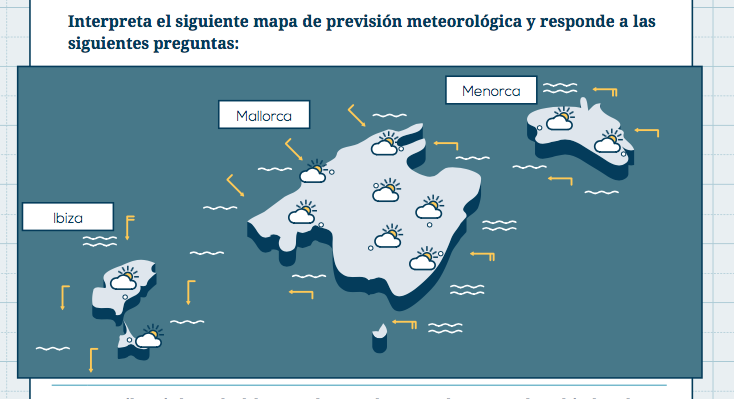 Interpreta el siguiente mapa de previsión meteorológica y responde a las
siguientes preguntas:
Menorca
Mallorca
Ibiza